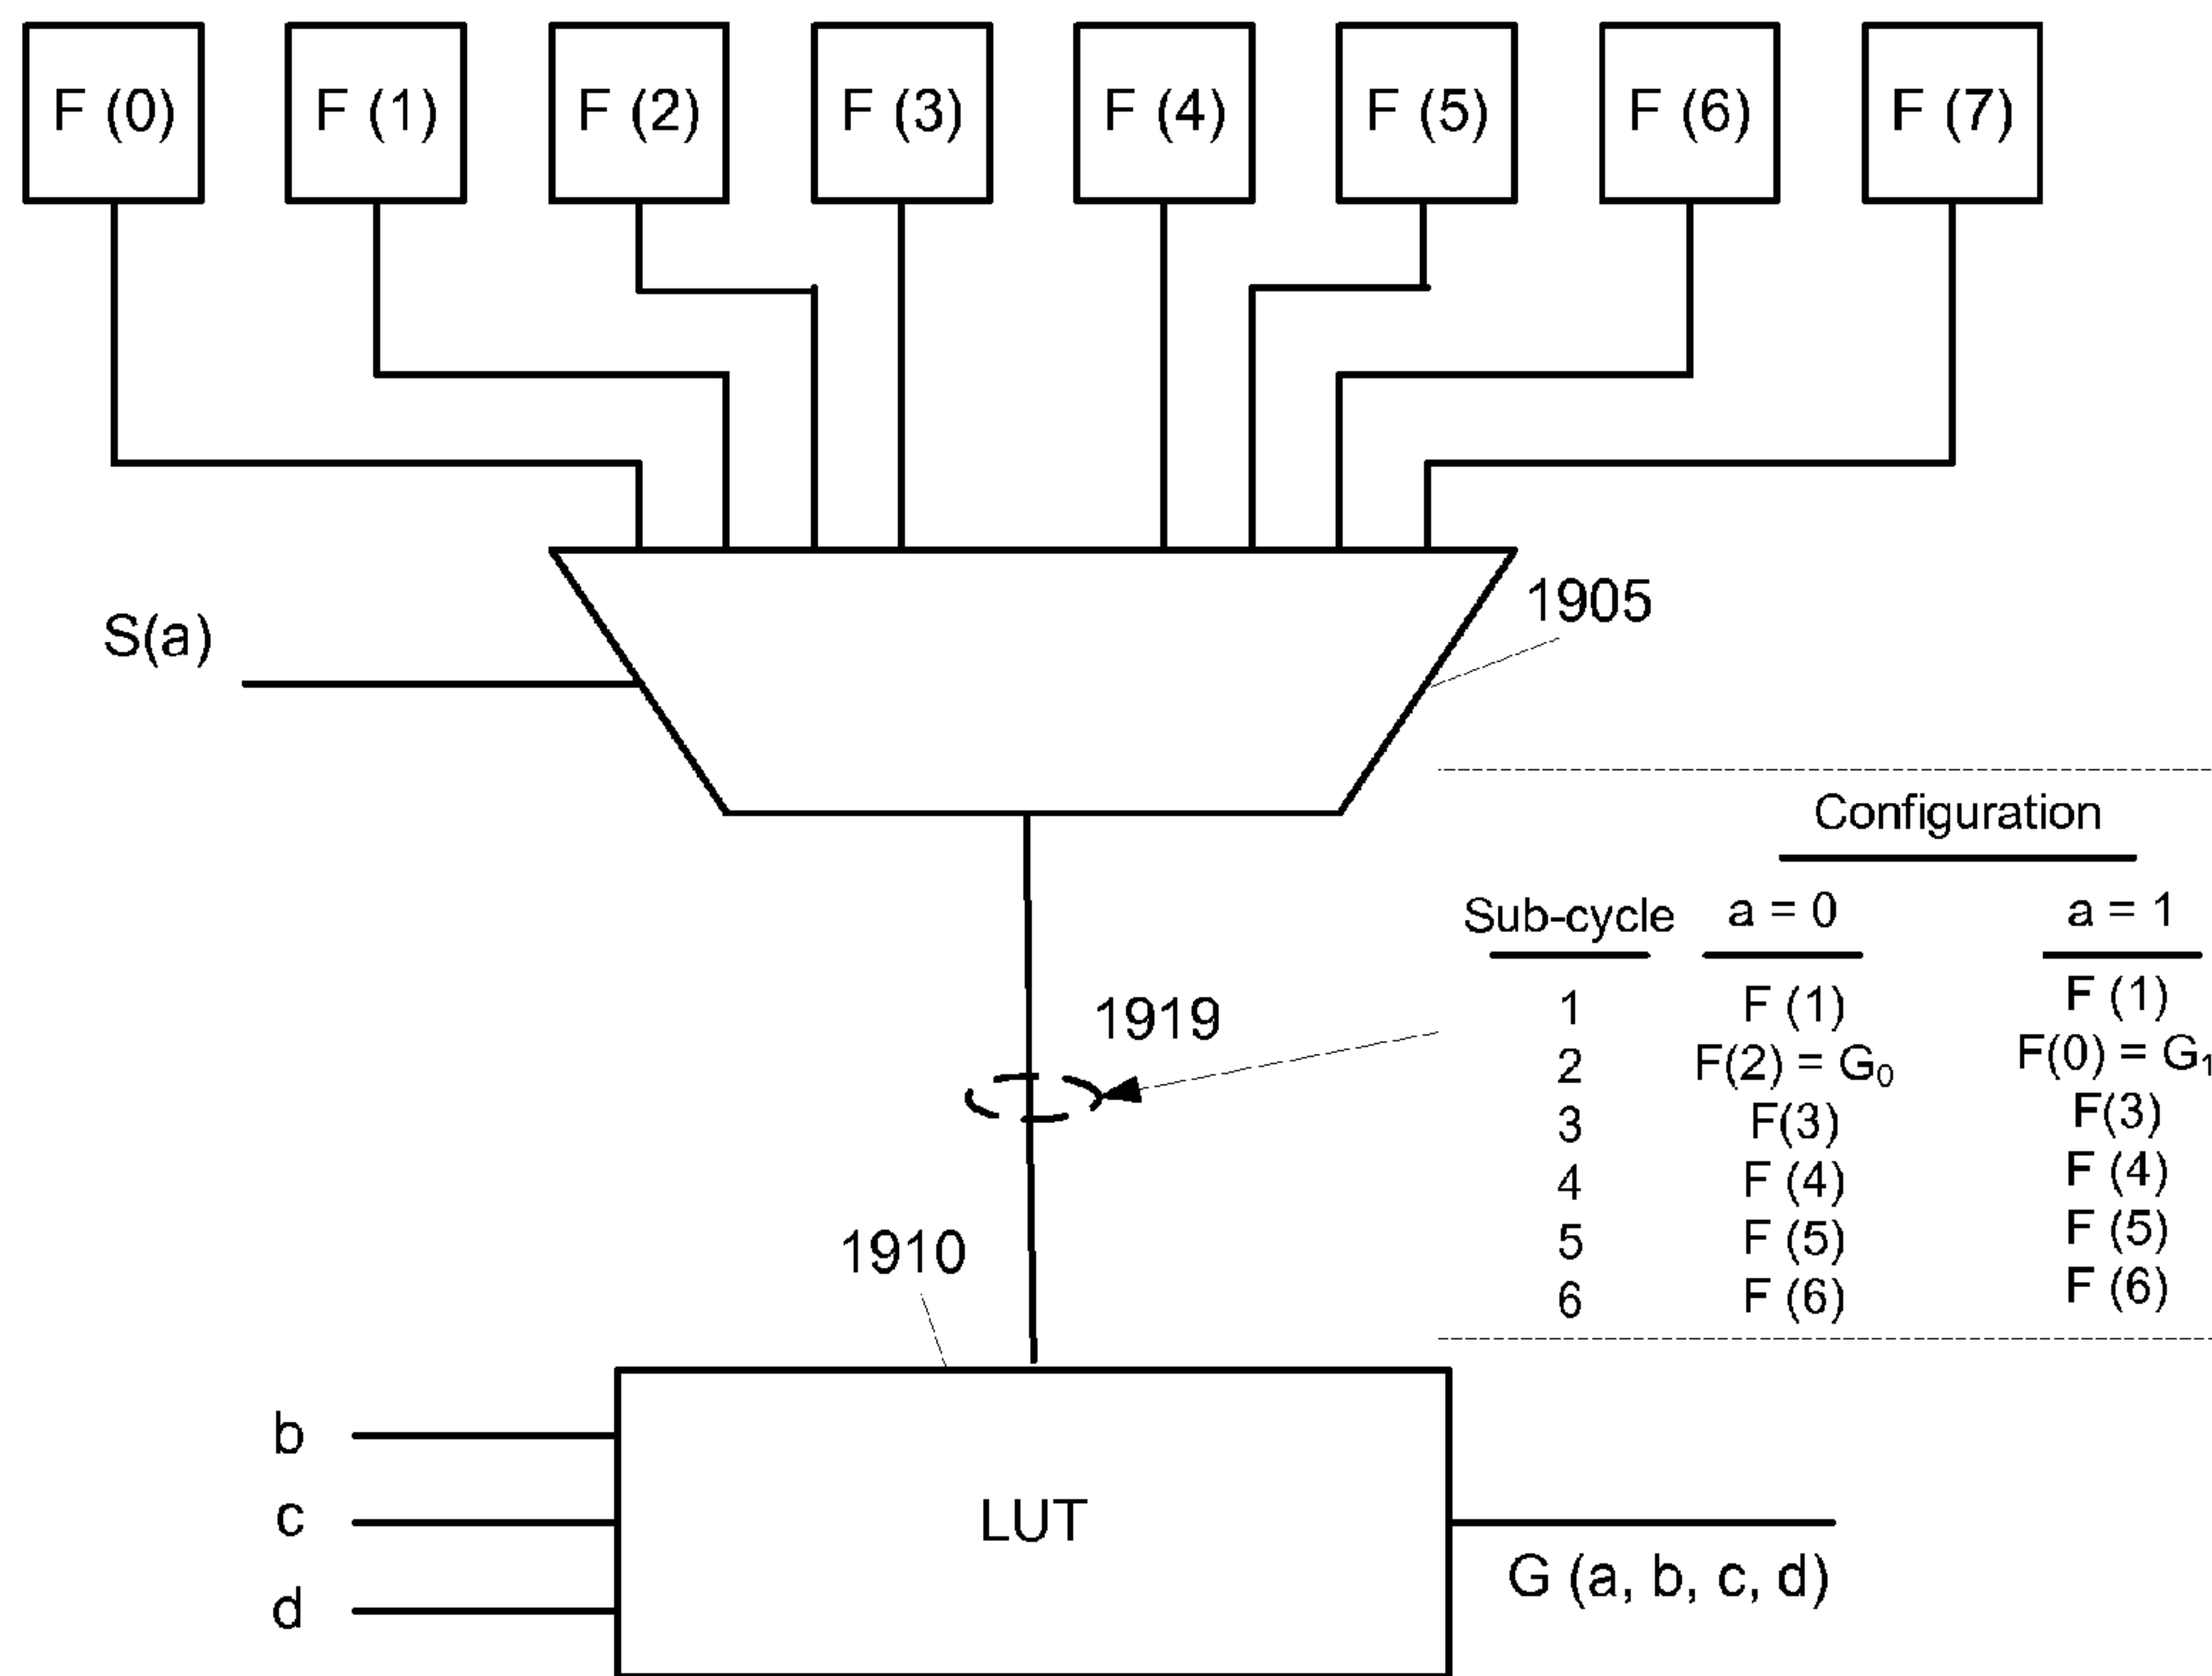 F (0) F (1) F (2) F (3) F (4) F (5) F (6) F (7)
1905
S(a)
Configuration
Sub-cycle a = 0 a = 1
1 F (1) F (1)
2 F(2) = G₀ F(0) = G₁
3 F(3) F(3)
4 F (4) F (4)
5 F (5) F (5)
6 F (6) F (6)
1919
1910
b
c
LUT
d
G (a, b, c, d)